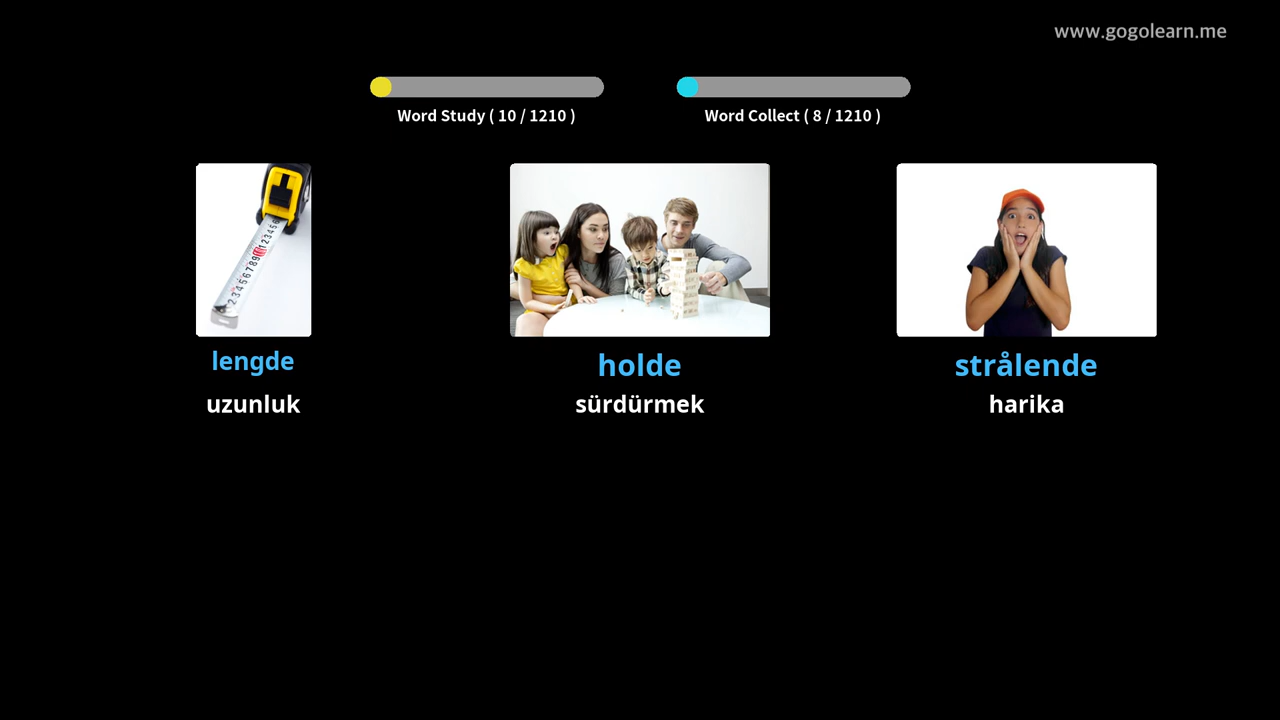 www.gogolearn.me
Word Study ( 10 / 1210 )
Word Collect ( 8 / 1210 )
lengde
uzunluk
holde
sürdürmek
strålende
harika